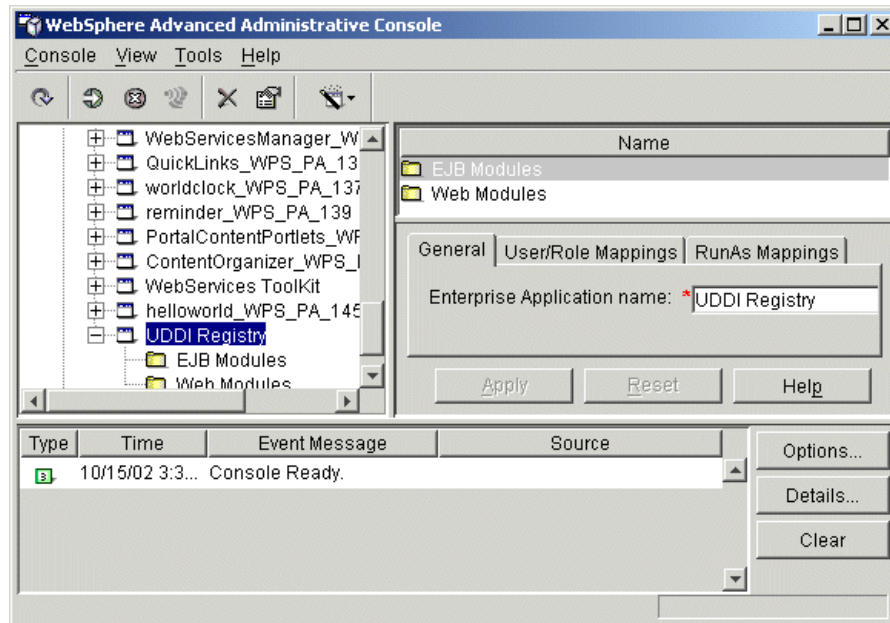 WebSphere Advanced Administrative Console
Console View Tools Help
WebServicesManager_W
QuickLinks_WPS_PA_13
worldclock_WPS_PA_137
reminder_WPS_PA_139
PortalContentPortlets_WF
ContentOrganizer_WPS_I
WebServices ToolKit
helloworld_WPS_PA_145
UDDI Registry
EJB Modules
Web Modules
Name
EJB Modules
Web Modules
General User/Role Mappings RunAs Mappings
Enterprise Application name: *UDDI Registry
Apply Reset Help
Type Time Event Message Source
10/15/02 3:3... Console Ready.
Options...
Details...
Clear